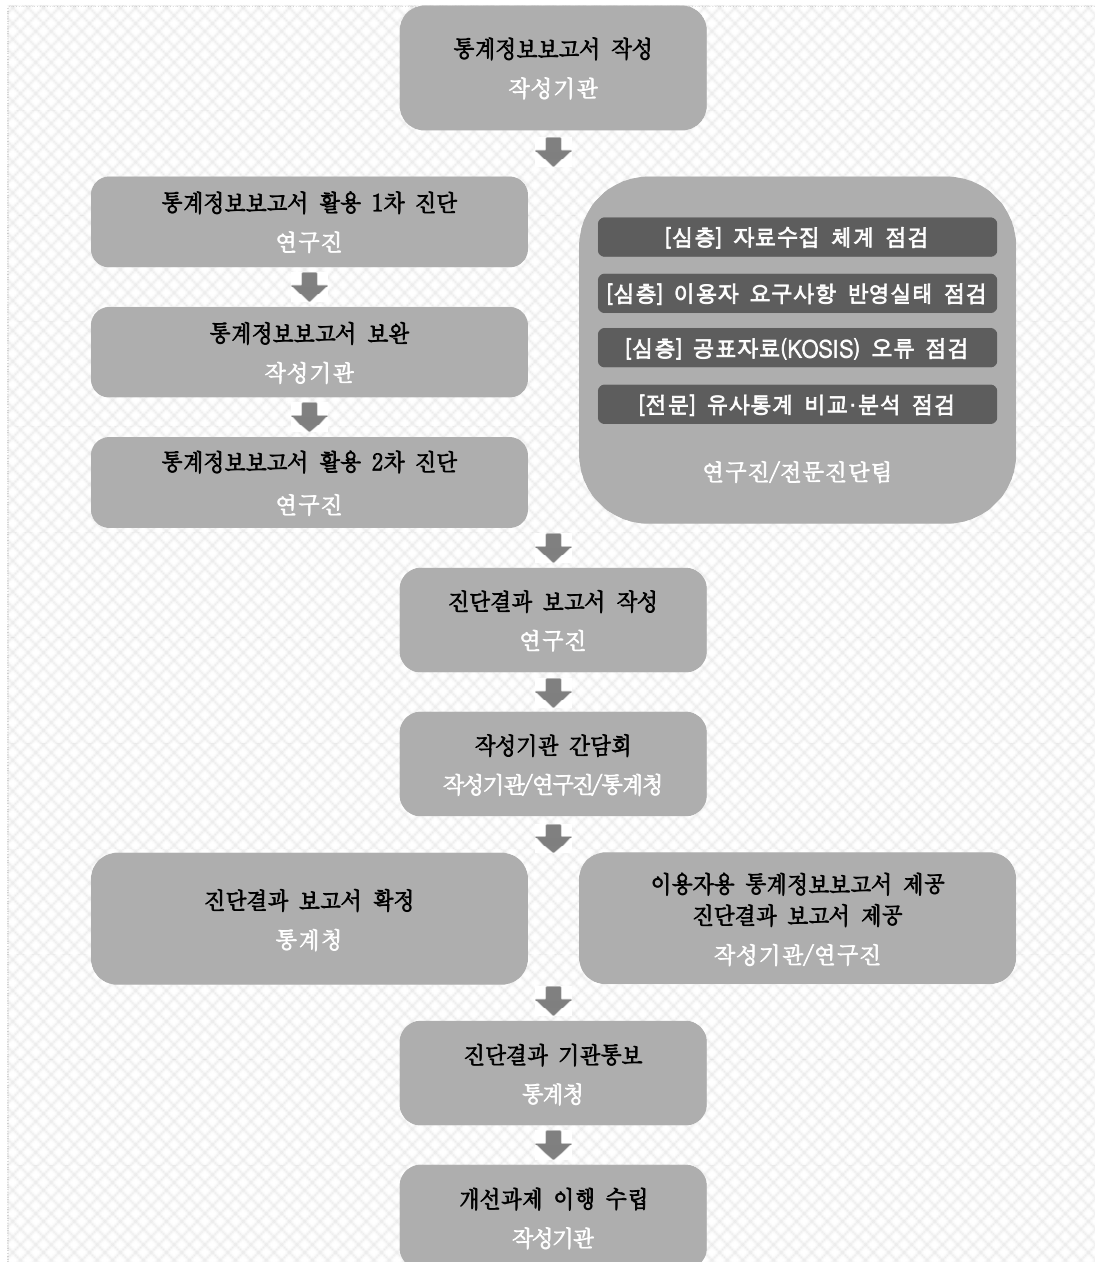 통계정보보고서 작성
작성기관
통계정보보고서 활용 1차 진단
연구진
통계정보보고서 보완
작성기관
통계정보보고서 활용 2차 진단
연구진
[심층] 자료수집 체계 점검
[심층] 이용자 요구사항 반영실태 점검
[심층] 공표자료(KOSIS) 오류 점검
[전문] 유사통계 비교·분석 점검
연구진/전문진단팀
진단결과 보고서 작성
연구진
작성기관 간담회
작성기관/연구진/통계청
진단결과 보고서 확정
통계청
이용자용 통계정보보고서 제공
진단결과 보고서 제공
작성기관/연구진
진단결과 기관통보
통계청
개선과제 이행 수립
작성기관